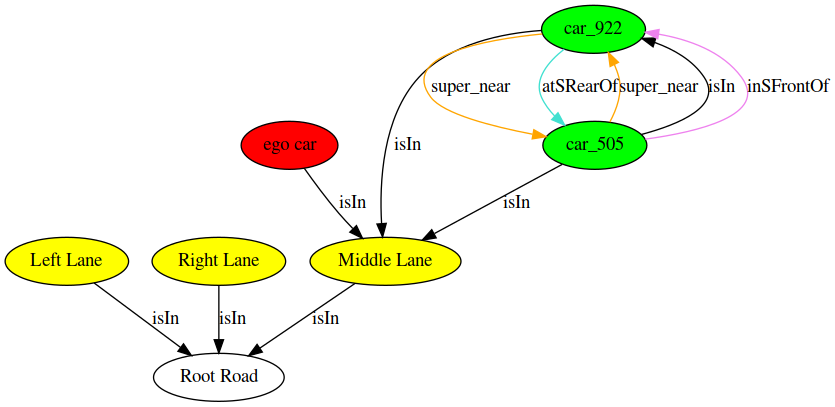 car_922
super_near
atSRearOf
super_near
isIn
inSFrontOf
ego car
isIn
car_505
isIn
isIn
Left Lane
Right Lane
Middle Lane
isIn
isIn
isIn
Root Road